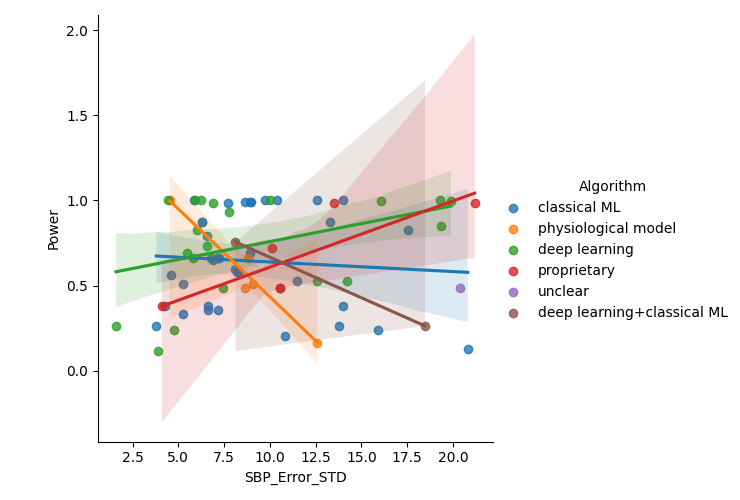 2.0
1.5
1.0
0.5
0.0
Power
2.5
5.0
7.5
10.0
12.5
15.0
17.5
20.0
SBP_Error_STD
Algorithm
classical ML
physiological model
deep learning
proprietary
unclear
deep learning+classical ML